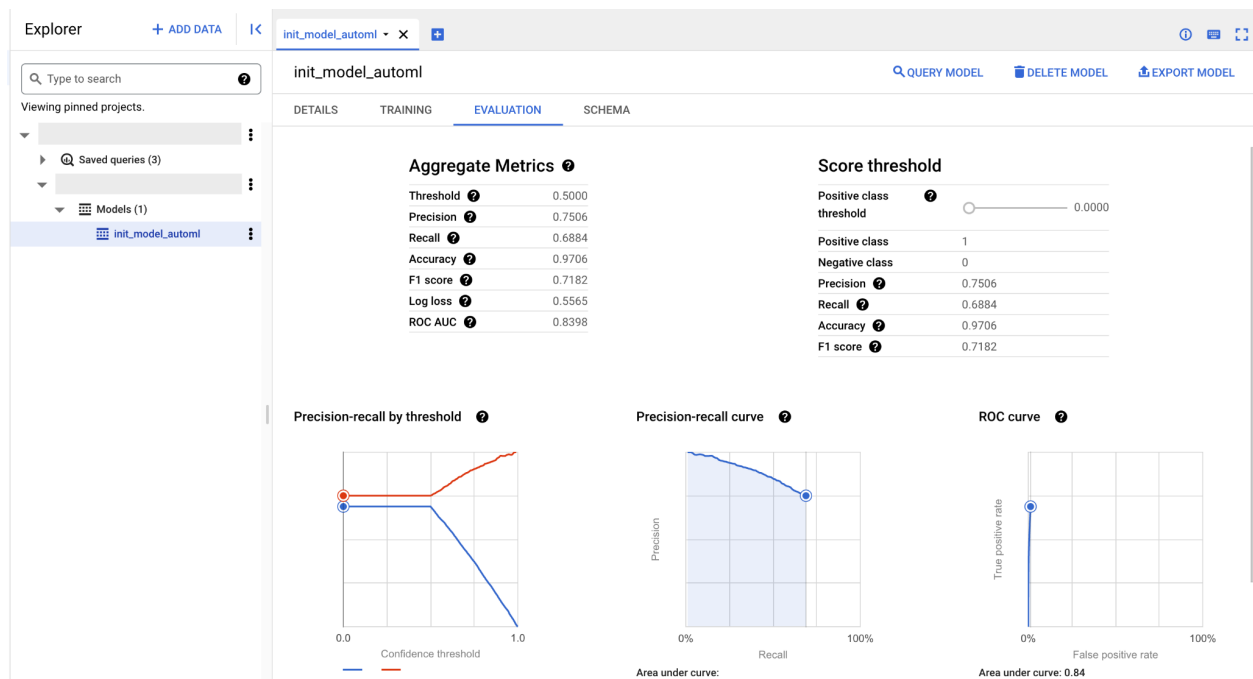 Explorer
+ ADD DATA
init_model_automl
Type to search
Viewing pinned projects.
Saved queries (3)
Models (1)
init_model_automl
init_model_automl
QUERY MODEL
DELETE MODEL
EXPORT MODEL
DETAILS
TRAINING
EVALUATION
SCHEMA
Aggregate Metrics
Threshold 0.5000
Precision 0.7506
Recall 0.6884
Accuracy 0.9706
F1 score 0.7182
Log loss 0.5565
ROC AUC 0.8398
Score threshold
Positive class
threshold
0.0000
Positive class 1
Negative class 0
Precision 0.7506
Recall 0.6884
Accuracy 0.9706
F1 score 0.7182
Precision-recall by threshold
0.0
1.0
Confidence threshold
Precision-recall curve
Precision
0%
100%
Recall
Area under curve:
ROC curve
True positive rate
0%
100%
False positive rate
Area under curve: 0.84